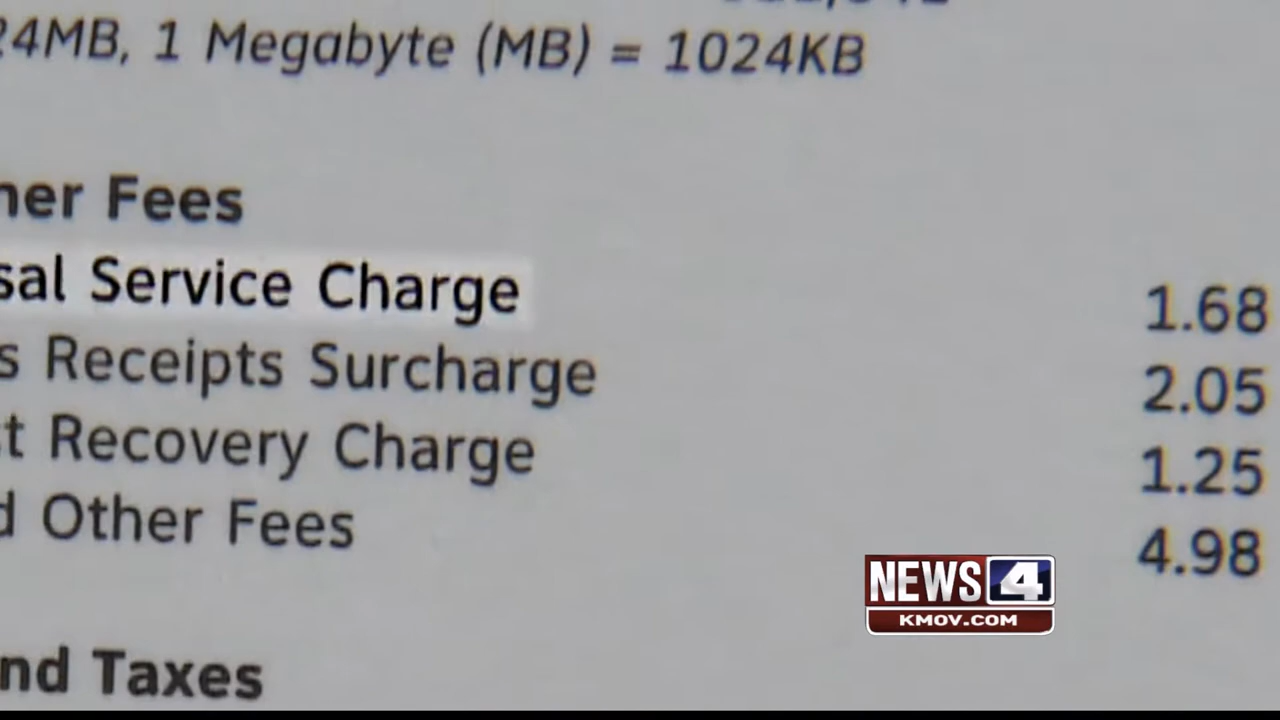 24MB, 1 Megabyte (MB) = 1024KB
her Fees
sal Service Charge 1.68
s Receipts Surcharge 2.05
t Recovery Charge 1.25
d Other Fees 4.98
NEWS 4
KMOV.COM
nd Taxes